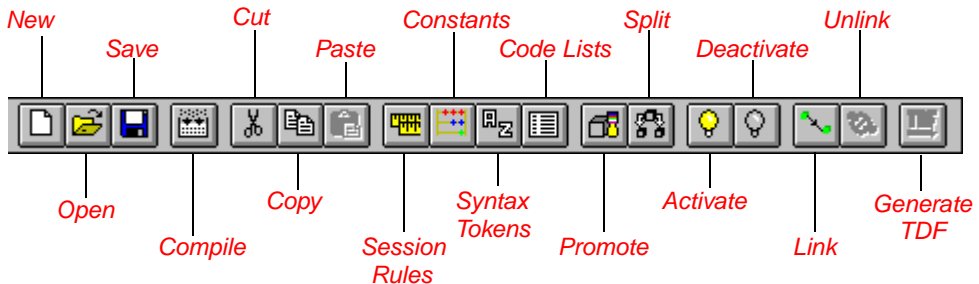 New
Cut
Constants
Split
Unlink
Save
Paste
Code Lists
Deactivate
Open
Copy
Syntax
Tokens
Activate
Generate
TDF
Compile
Session
Rules
Promote
Link